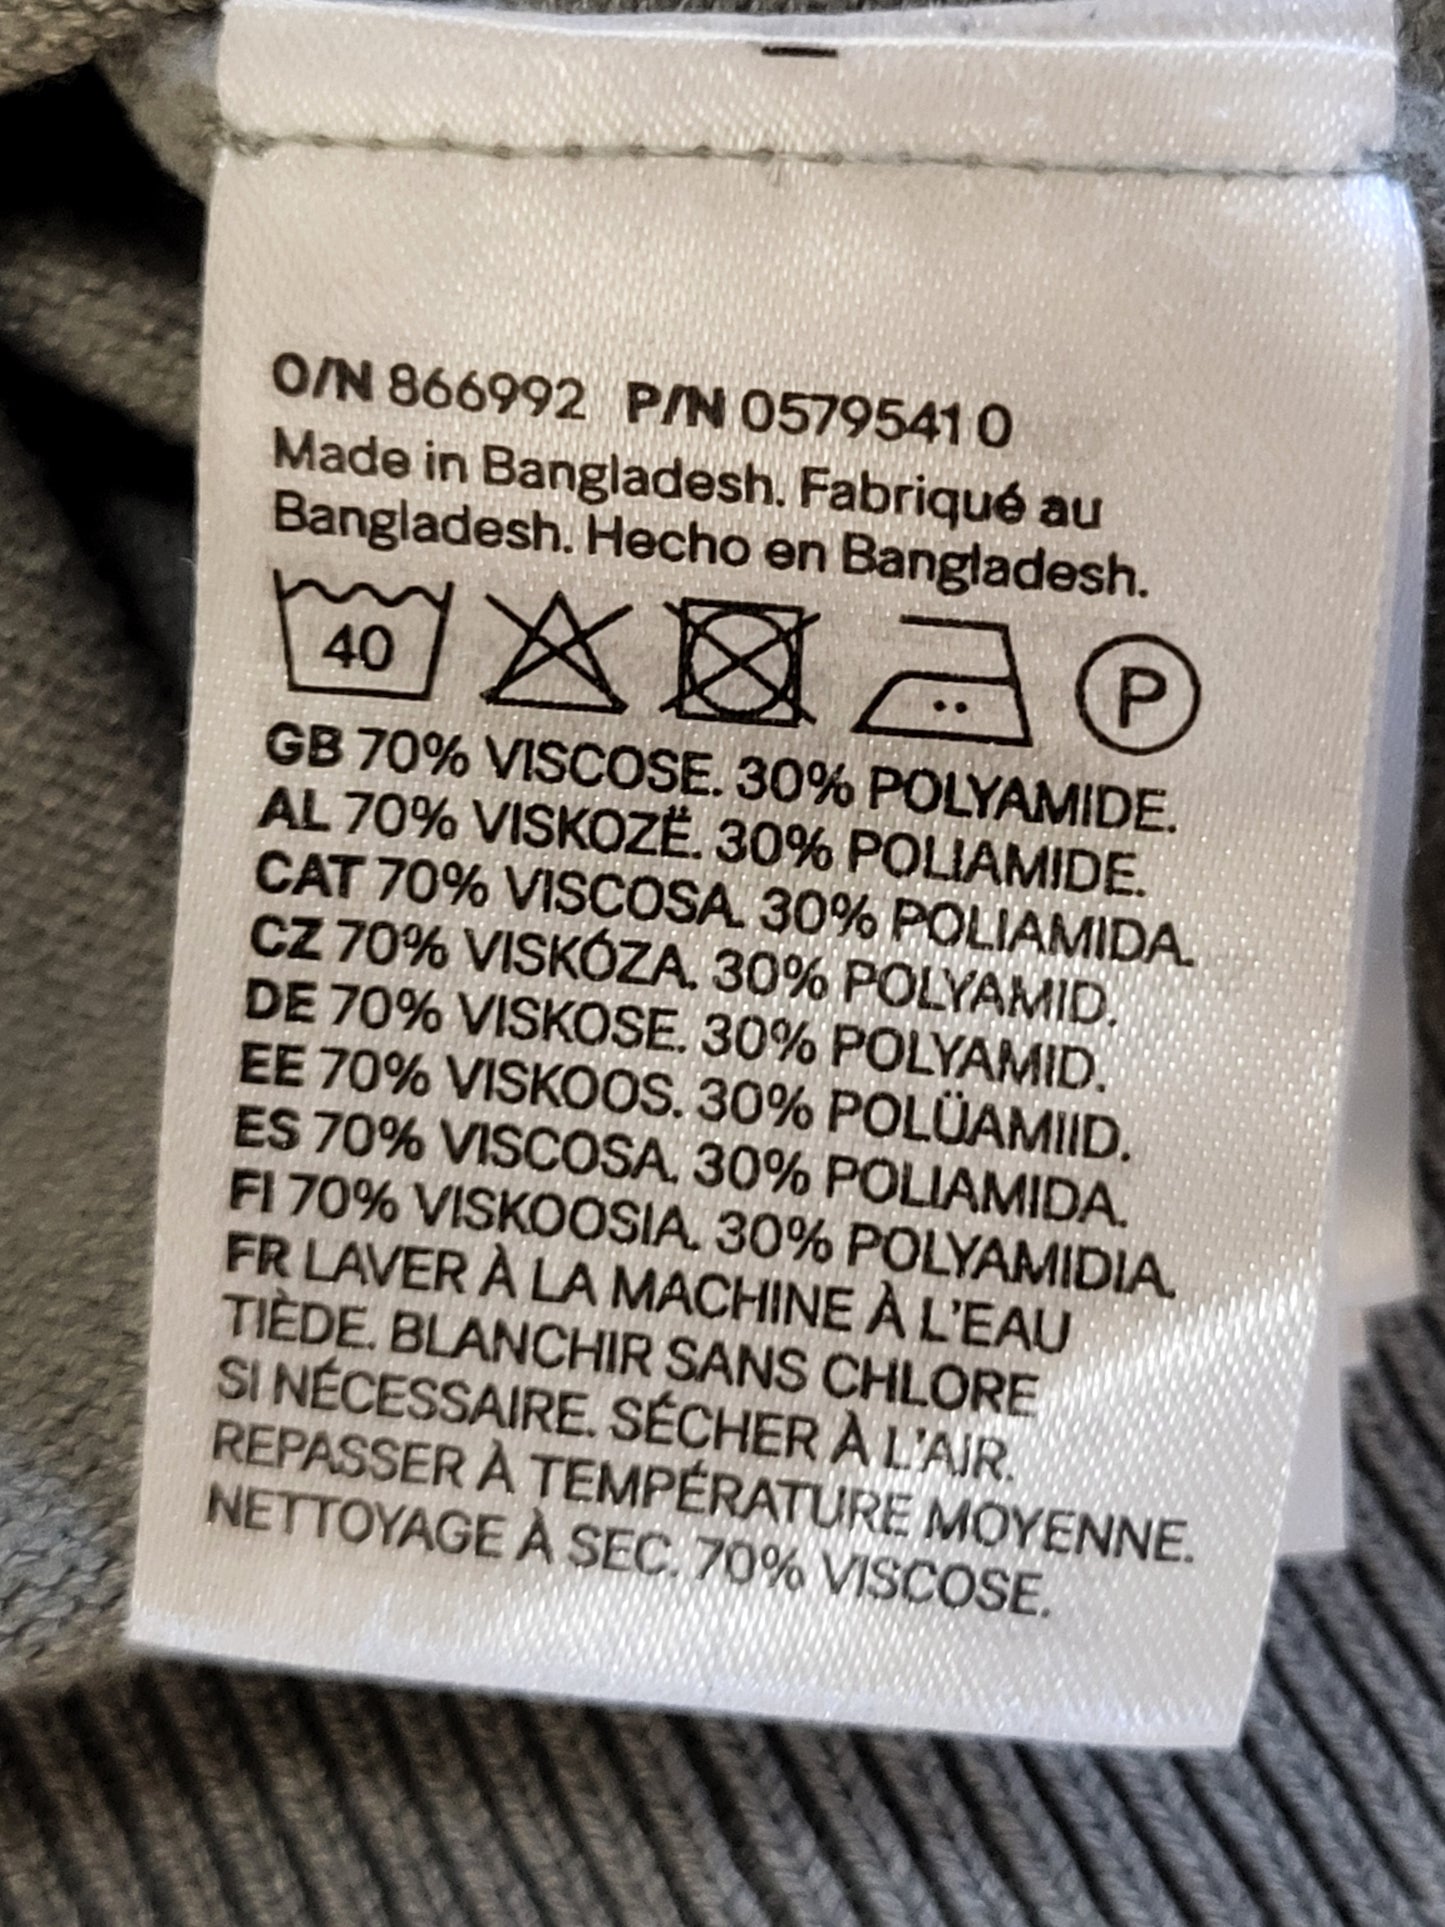 O/N 866992 P/N 0579541 0
Made in Bangladesh. Fabriqué au
Bangladesh. Hecho en Bangladesh.
40 P
GB 70% VISCOSE. 30% POLYAMIDE.
AL 70% VISKOZË. 30% POLIAMIDE.
CAT 70% VISCOSA. 30% POLIAMIDA.
CZ 70% VISKÓZA. 30% POLYAMID.
DE 70% VISKOSE. 30% POLYAMID.
EE 70% VISKOOS. 30% POLÜAMIID.
ES 70% VISCOSA. 30% POLIAMIDA.
FI 70% VISKOOSIA. 30% POLYAMIDIA.
FR LAVER À LA MACHINE À L'EAU
TIÈDE. BLANCHIR SANS CHLORE
SI NÉCESSAIRE. SÉCHER À L'AIR.
REPASSER À TEMPÉRATURE MOYENNE.
NETTOYAGE À SEC. 70% VISCOSE.